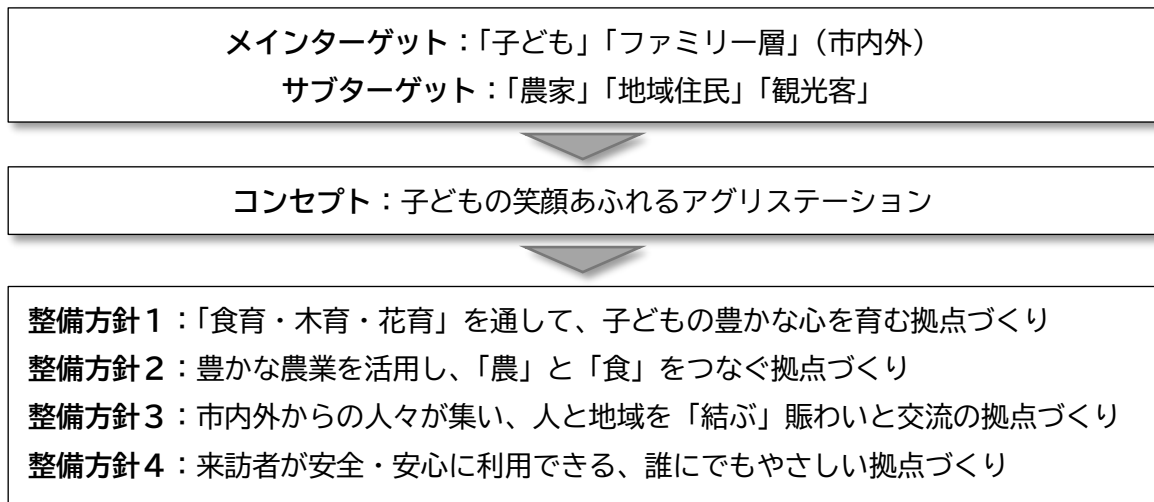 メインターゲット：「子ども」「ファミリー層」（市内外）
サブターゲット：「農家」「地域住民」「観光客」
コンセプト：子どもの笑顔あふれるアグリステーション
整備方針１：「食育・木育・花育」を通して、子どもの豊かな心を育む拠点づくり
整備方針２：豊かな農業を活用し、「農」と「食」をつなぐ拠点づくり
整備方針３：市内外からの人々が集い、人と地域を「結ぶ」賑わいと交流の拠点づくり
整備方針４：来訪者が安全・安心に利用できる、誰にでもやさしい拠点づくり